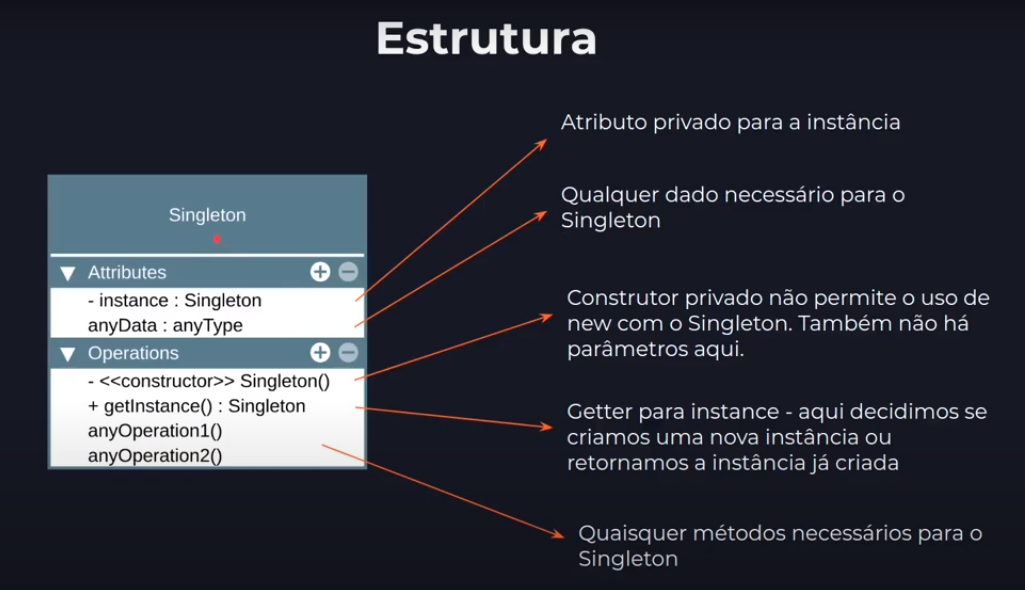 Estrutura
Singleton
Attributes
- instance : Singleton
anyData : anyType
Operations
- <<constructor>> Singleton()
+ getInstance() : Singleton
anyOperation1()
anyOperation2()
Atributo privado para a instância
Qualquer dado necessário para o
Singleton
Construtor privado não permite o uso de
new com o Singleton. Também não há
parâmetros aqui.
Getter para instance - aqui decidimos se
criamos uma nova instância ou
retornamos a instância já criada
Quaisquer métodos necessários para o
Singleton